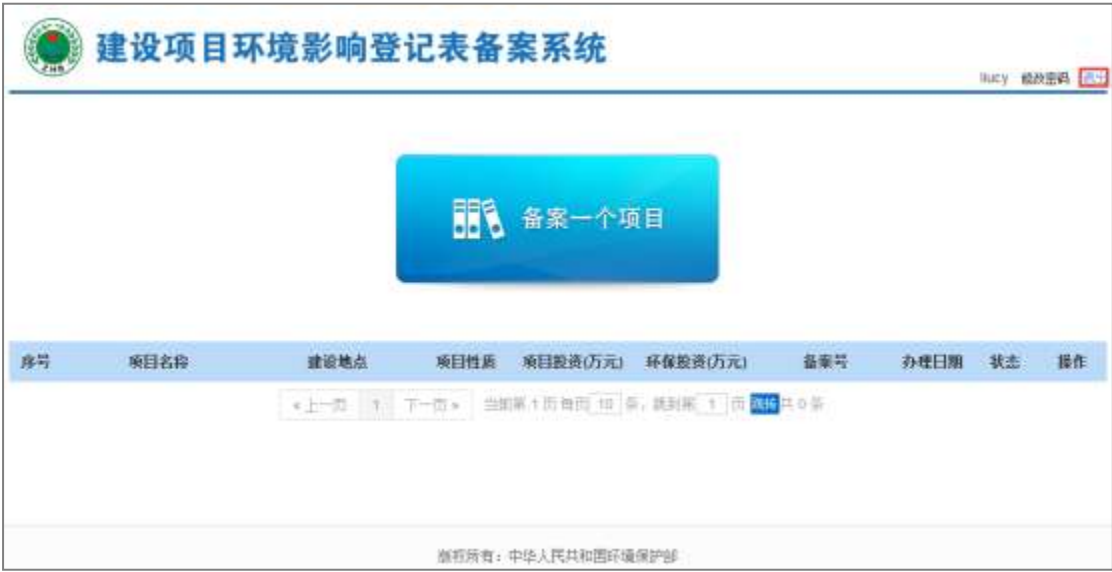 建设项目环境影响登记表备案系统
ZHB
liucy 修改密码 退出
备案一个项目
序号 项目名称 建设地点 项目性质 项目投资(万元) 环保投资(万元) 备案号 办理日期 状态 操作
« 上一页 1 下一页 » 当前第 1 页 每页 10 条，跳到第 1 页 跳转 共 0 条
版权所有：中华人民共和国环境保护部